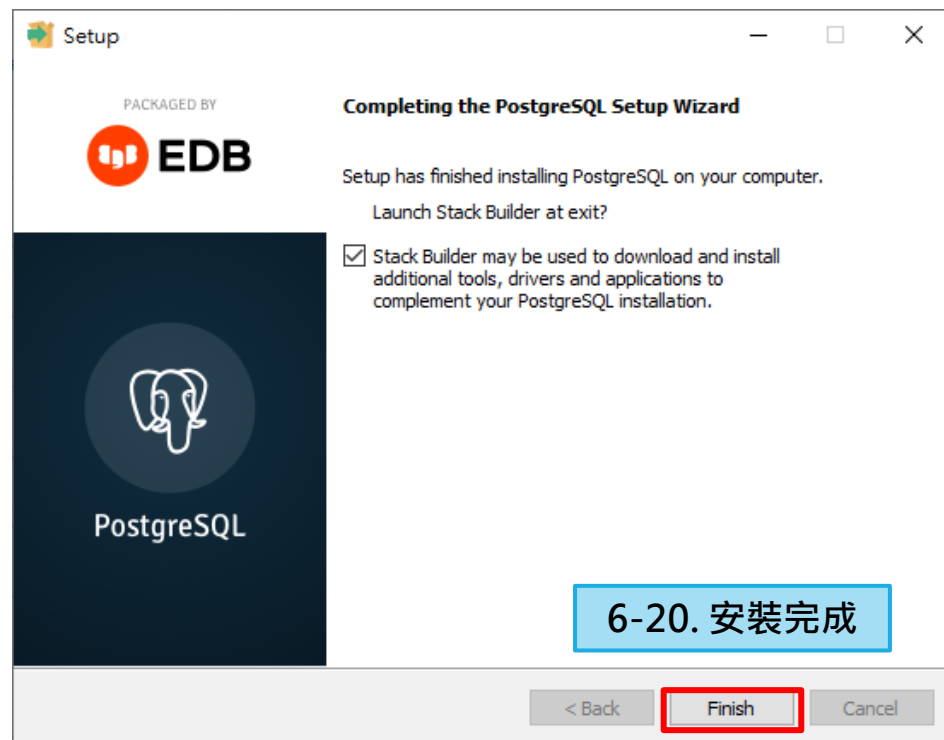 Setup
PACKAGED BY
EDB
Completing the PostgreSQL Setup Wizard
Setup has finished installing PostgreSQL on your computer.
Launch Stack Builder at exit?
Stack Builder may be used to download and install
additional tools, drivers and applications to
complement your PostgreSQL installation.
PostgreSQL
6-20. 安裝完成
< Back
Finish
Cancel